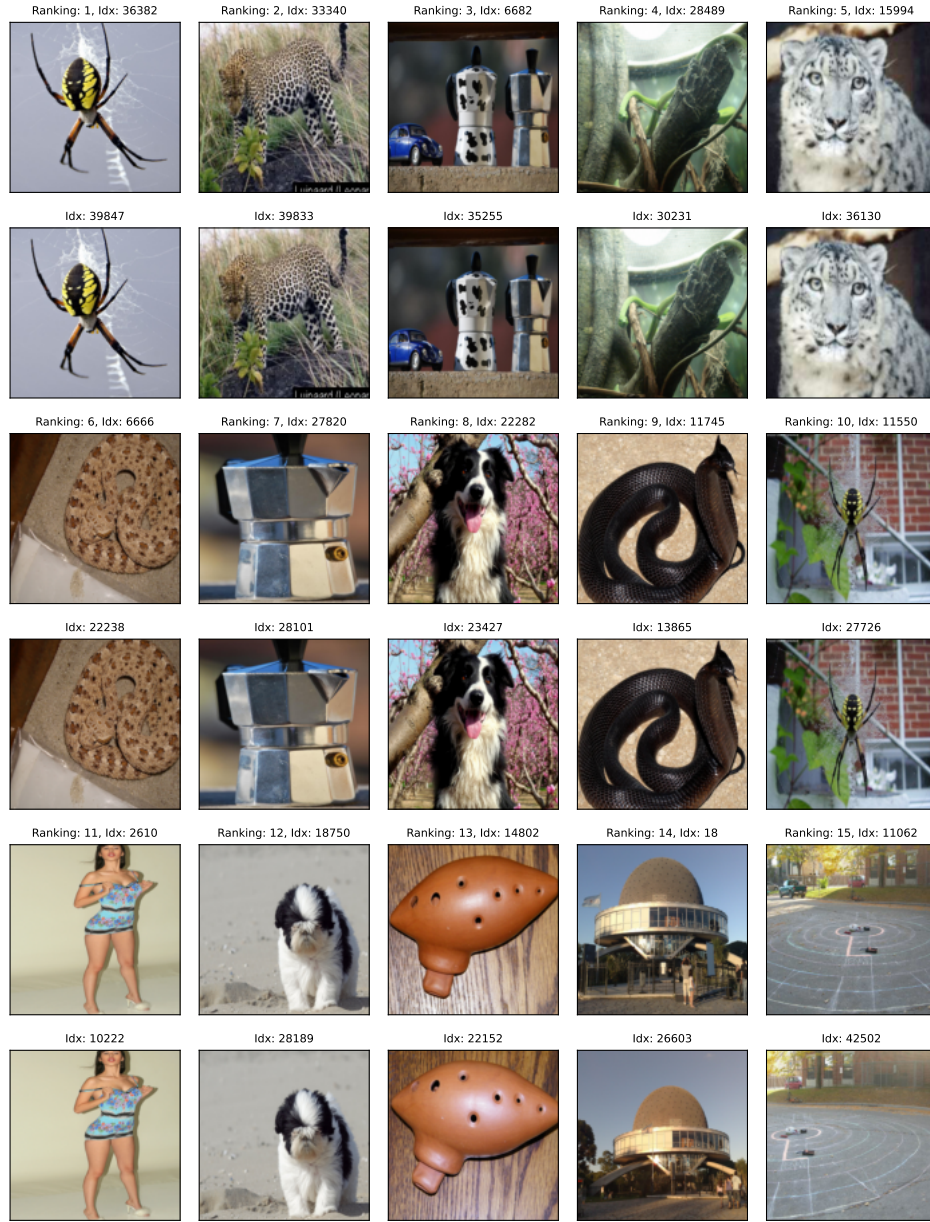 Ranking: 1, Idx: 36382
Ranking: 2, Idx: 33340
Ranking: 3, Idx: 6682
Ranking: 4, Idx: 28489
Ranking: 5, Idx: 15994
Idx: 39847
Idx: 39833
Idx: 35255
Idx: 30231
Idx: 36130
Ranking: 6, Idx: 6666
Ranking: 7, Idx: 27820
Ranking: 8, Idx: 22282
Ranking: 9, Idx: 11745
Ranking: 10, Idx: 11550
Idx: 22238
Idx: 28101
Idx: 23427
Idx: 13865
Idx: 27726
Ranking: 11, Idx: 2610
Ranking: 12, Idx: 18750
Ranking: 13, Idx: 14802
Ranking: 14, Idx: 18
Ranking: 15, Idx: 11062
Idx: 10222
Idx: 28189
Idx: 22152
Idx: 26603
Idx: 42502